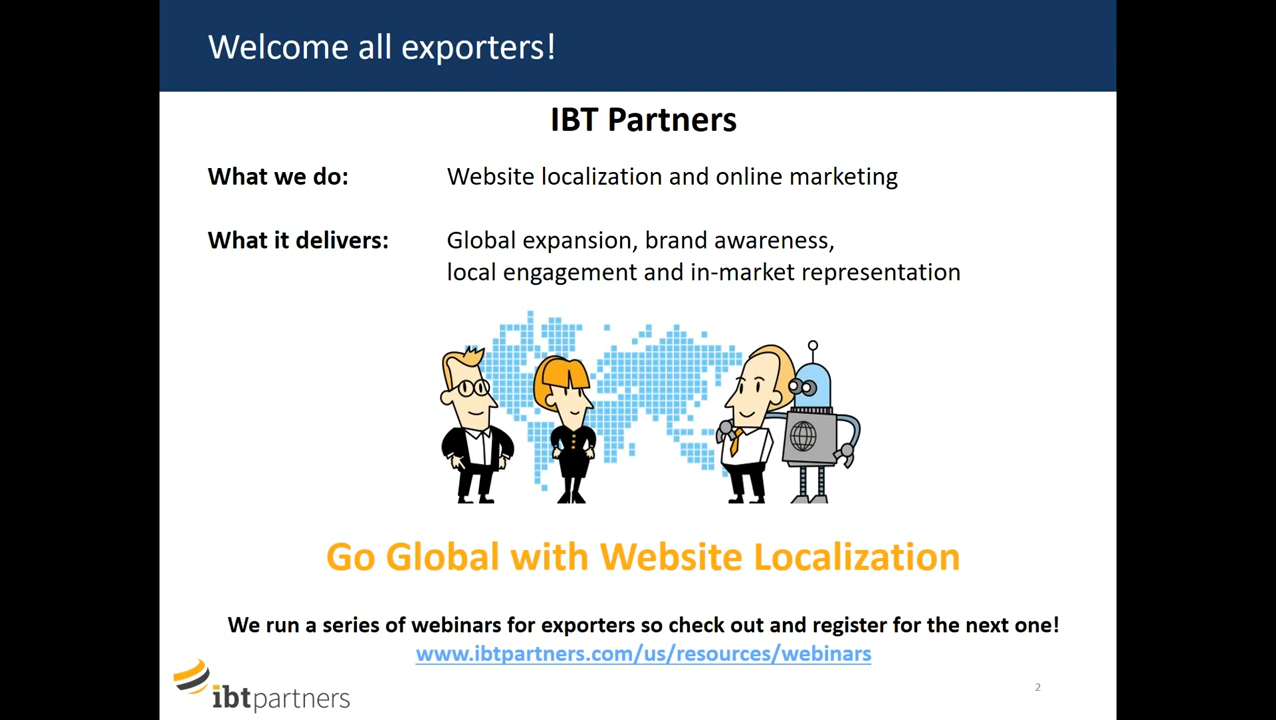 Welcome all exporters!
IBT Partners
What we do: Website localization and online marketing
What it delivers: Global expansion, brand awareness,
local engagement and in-market representation
Go Global with Website Localization
We run a series of webinars for exporters so check out and register for the next one!
www.ibtpartners.com/us/resources/webinars
ibtpartners
2